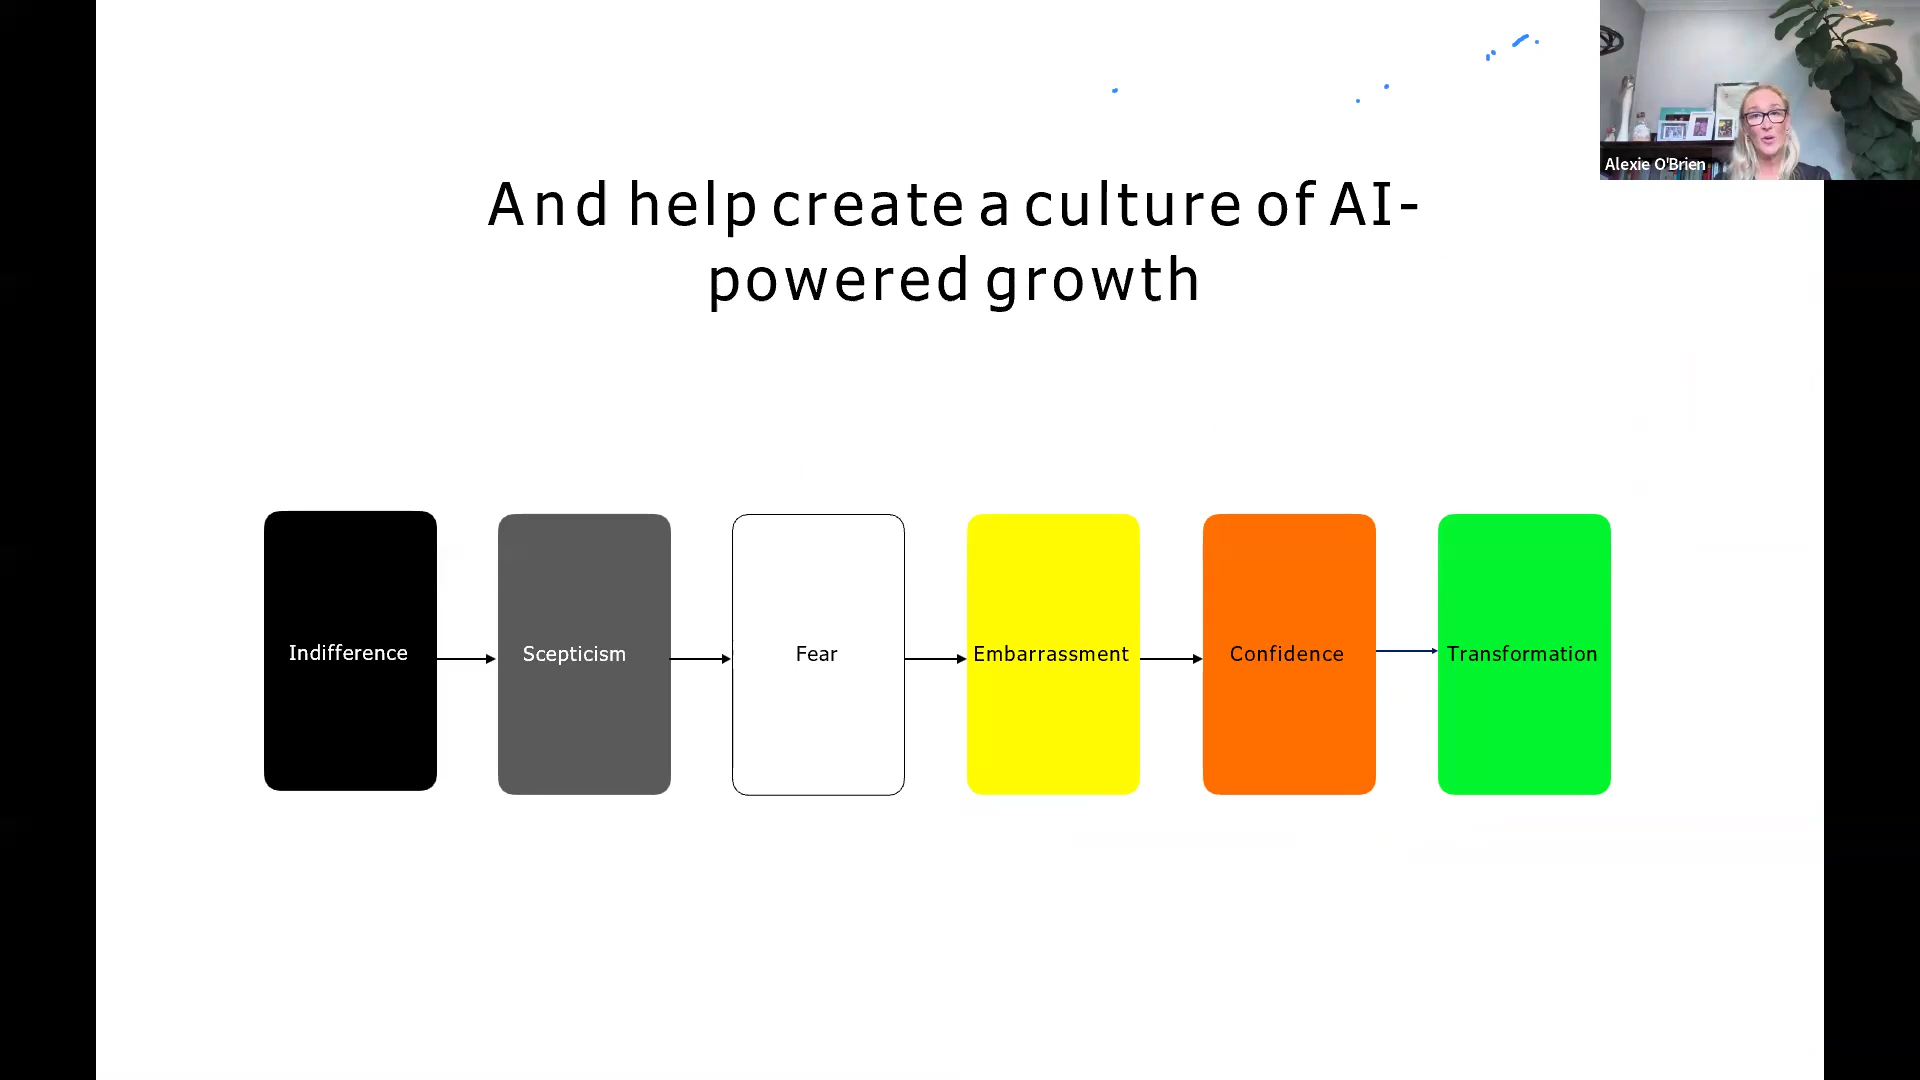 Alexie O'Brien
And help create a culture of AI-
powered growth
Indifference
Scepticism
Fear
Embarrassment
Confidence
Transformation